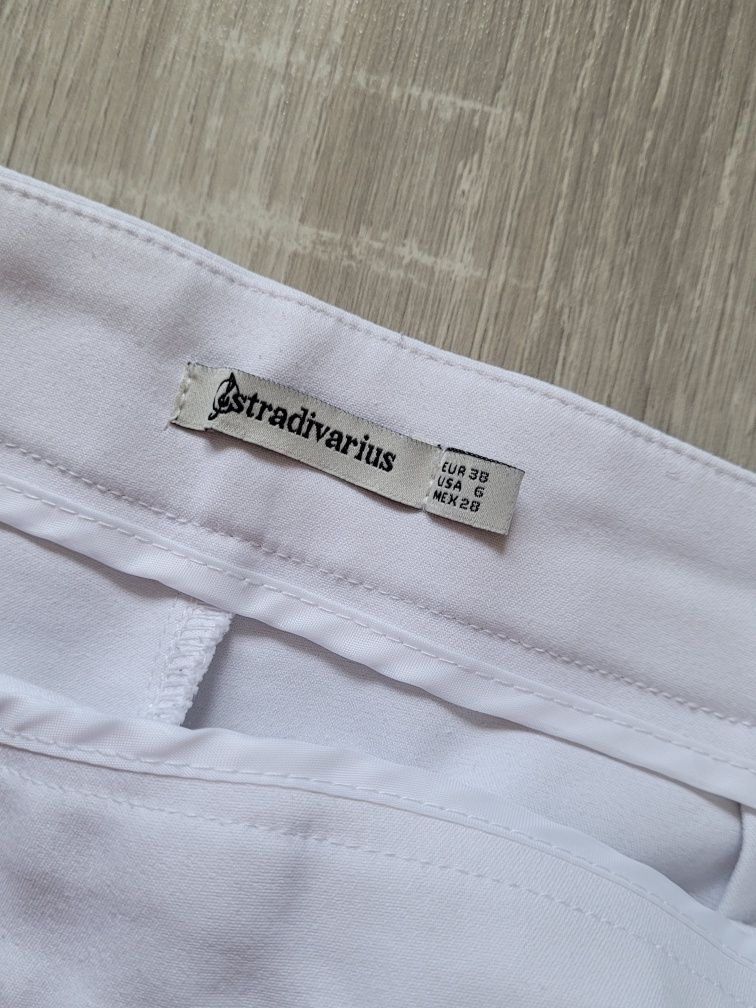 stradivarius
EUR 38
USA 6
MEX 28